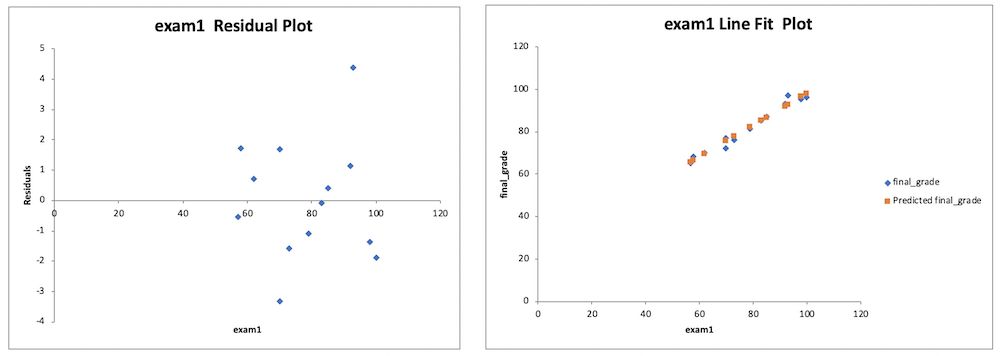 exam1  Residual Plot
5
4
3
2
1
0
-1
-2
-3
-4
0 20 40 60 80 100 120
Residuals
exam1
exam1 Line Fit  Plot
120
100
80
60
40
20
0
0 20 40 60 80 100 120
final_grade
exam1
final_grade
Predicted final_grade